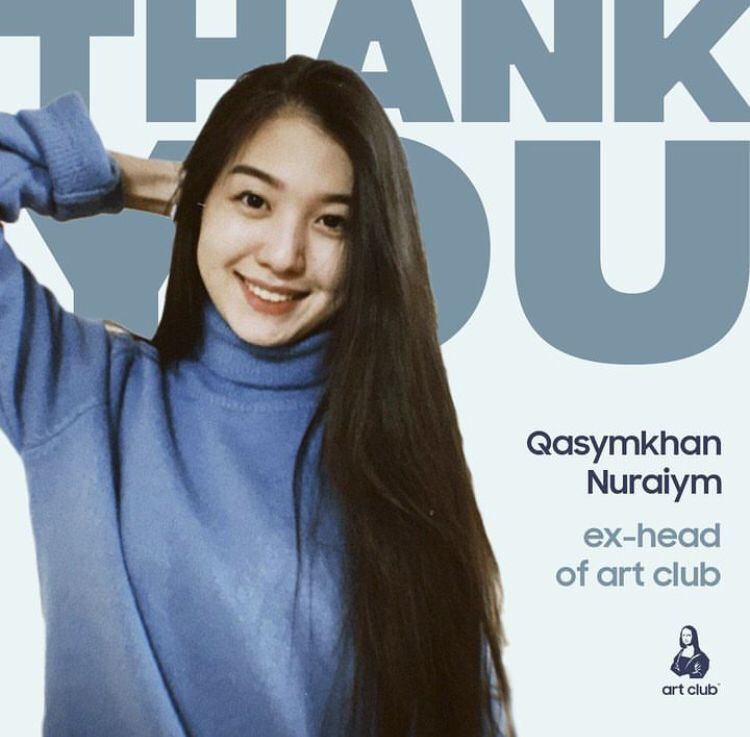 THANK
YOU
Qasymkhan
Nuraiym
ex-head
of art club
art club